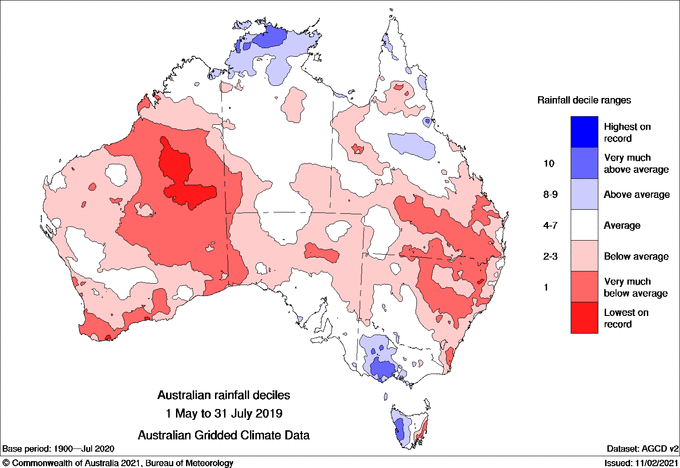 Rainfall decile ranges
Highest on
record
10
Very much
above average
8-9
Above average
4-7
Average
2-3
Below average
1
Very much
below average
Lowest on
record
Australian rainfall deciles
1 May to 31 July 2019
Australian Gridded Climate Data
Base period: 1900—Jul 2020
Dataset: AGCD v2
© Commonwealth of Australia 2021, Bureau of Meteorology
Issued: 11/02/2021